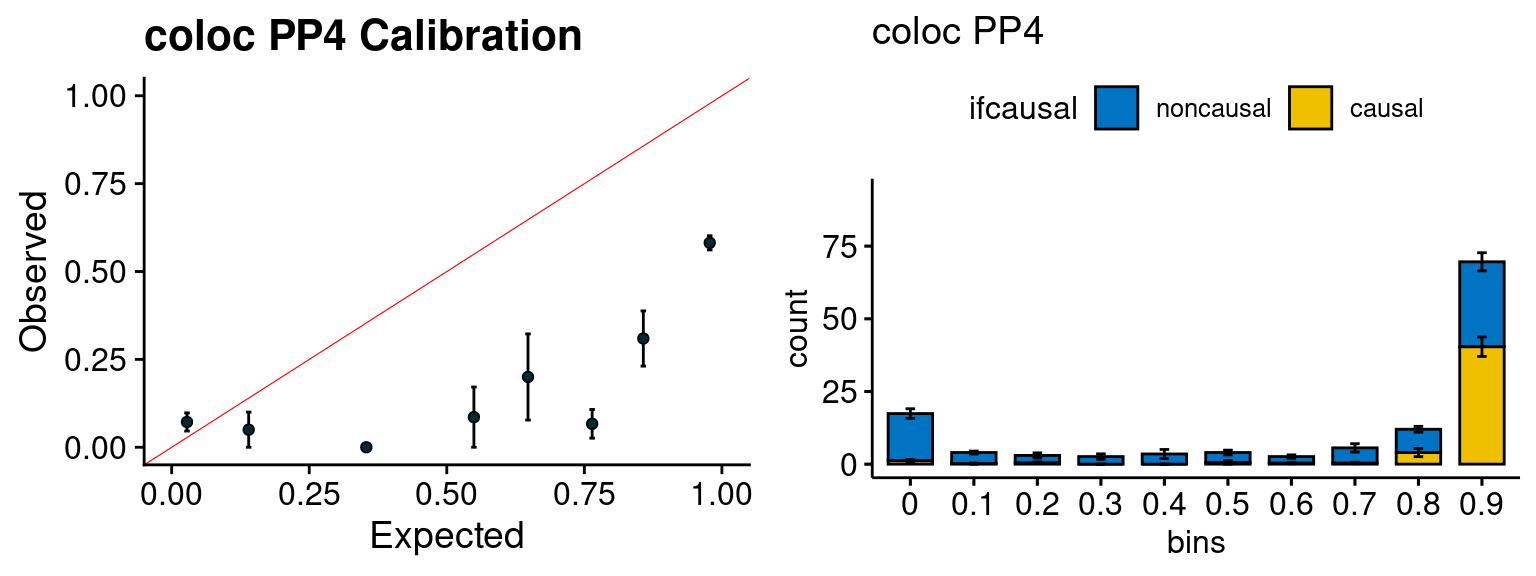 coloc PP4 Calibration
1.00
0.75
0.50
0.25
0.00
Observed
0.00 0.25 0.50 0.75 1.00
Expected
coloc PP4
ifcausal noncausal causal
75
50
25
0
count
0 0.1 0.2 0.3 0.4 0.5 0.6 0.7 0.8 0.9
bins